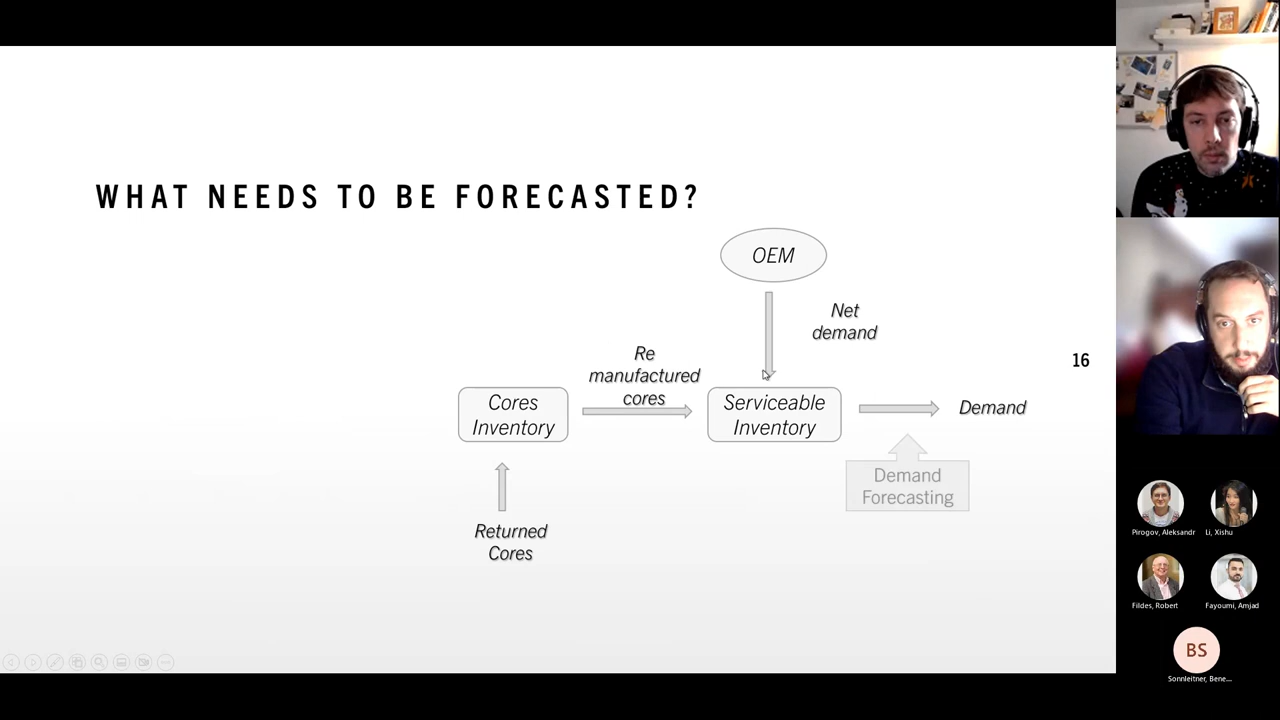 WHAT NEEDS TO BE FORECASTED?
OEM
Net
demand
Re
manufactured
cores
16
Cores
Inventory
Serviceable
Inventory
Demand
Demand
Forecasting
Returned
Cores
Pirogov, Aleksandr
Li, Xishu
Fildes, Robert
Fayoumi, Amjad
BS
Sonnleitner, Bene...